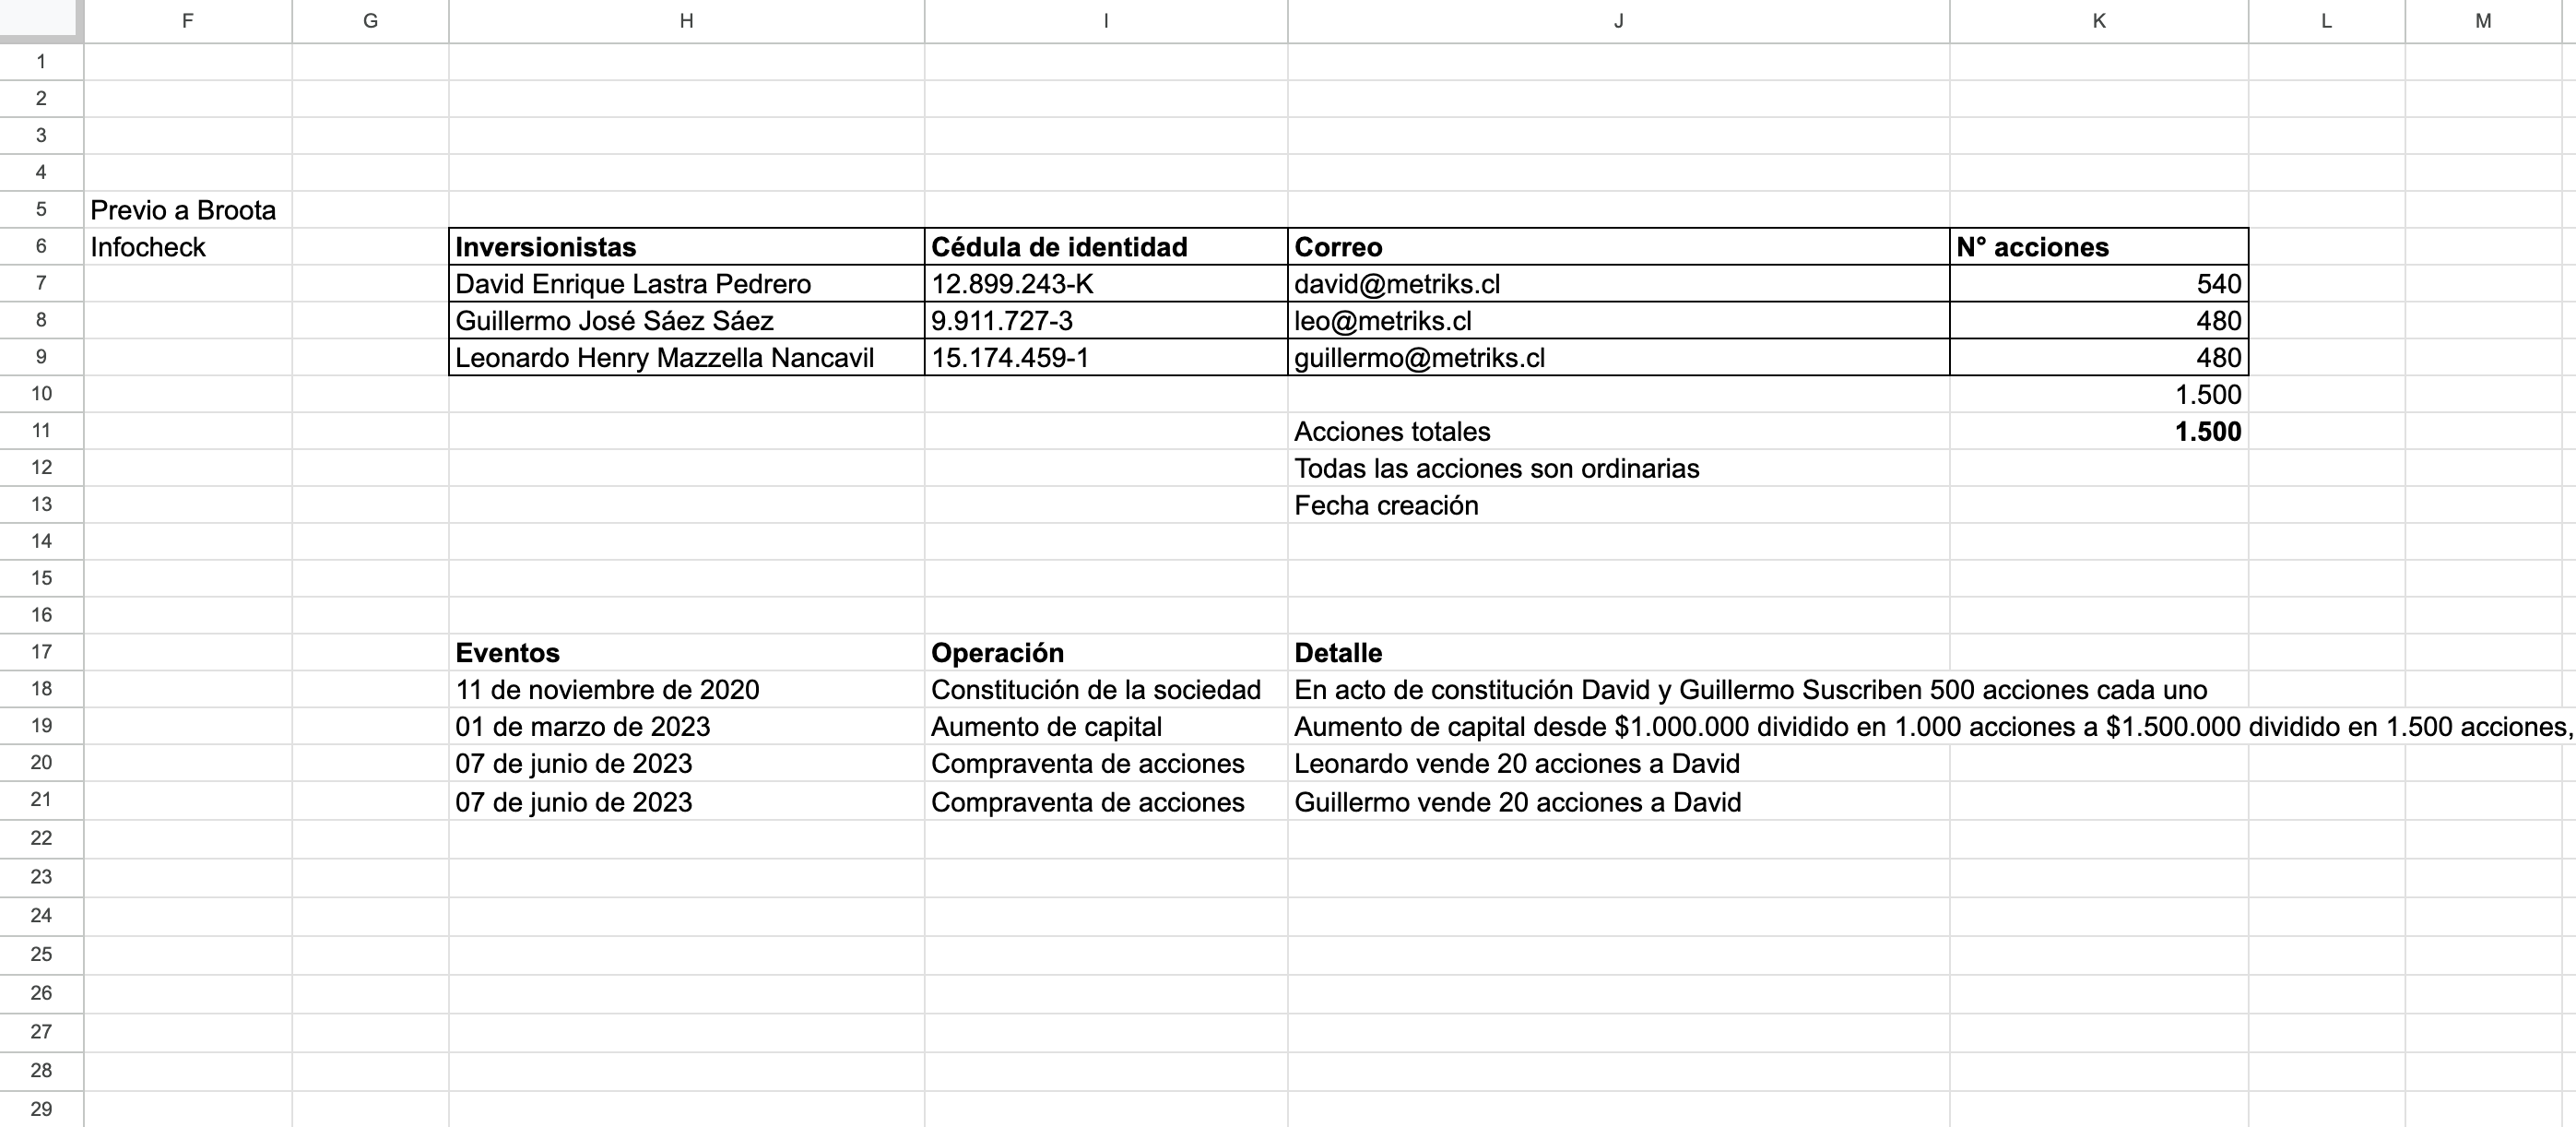 F G H I J K L M
1
2
3
4
5 Previo a Broota
6 Infocheck Inversionistas Cédula de identidad Correo N° acciones
7 David Enrique Lastra Pedrero 12.899.243-K david@metriks.cl 540
8 Guillermo José Sáez Sáez 9.911.727-3 leo@metriks.cl 480
9 Leonardo Henry Mazzella Nancavil 15.174.459-1 guillermo@metriks.cl 480
10 1.500
11 Acciones totales 1.500
12 Todas las acciones son ordinarias
13 Fecha creación
14
15
16
17 Eventos Operación Detalle
18 11 de noviembre de 2020 Constitución de la sociedad En acto de constitución David y Guillermo Suscriben 500 acciones cada uno
19 01 de marzo de 2023 Aumento de capital Aumento de capital desde $1.000.000 dividido en 1.000 acciones a $1.500.000 dividido en 1.500 acciones,
20 07 de junio de 2023 Compraventa de acciones Leonardo vende 20 acciones a David
21 07 de junio de 2023 Compraventa de acciones Guillermo vende 20 acciones a David
22
23
24
25
26
27
28
29